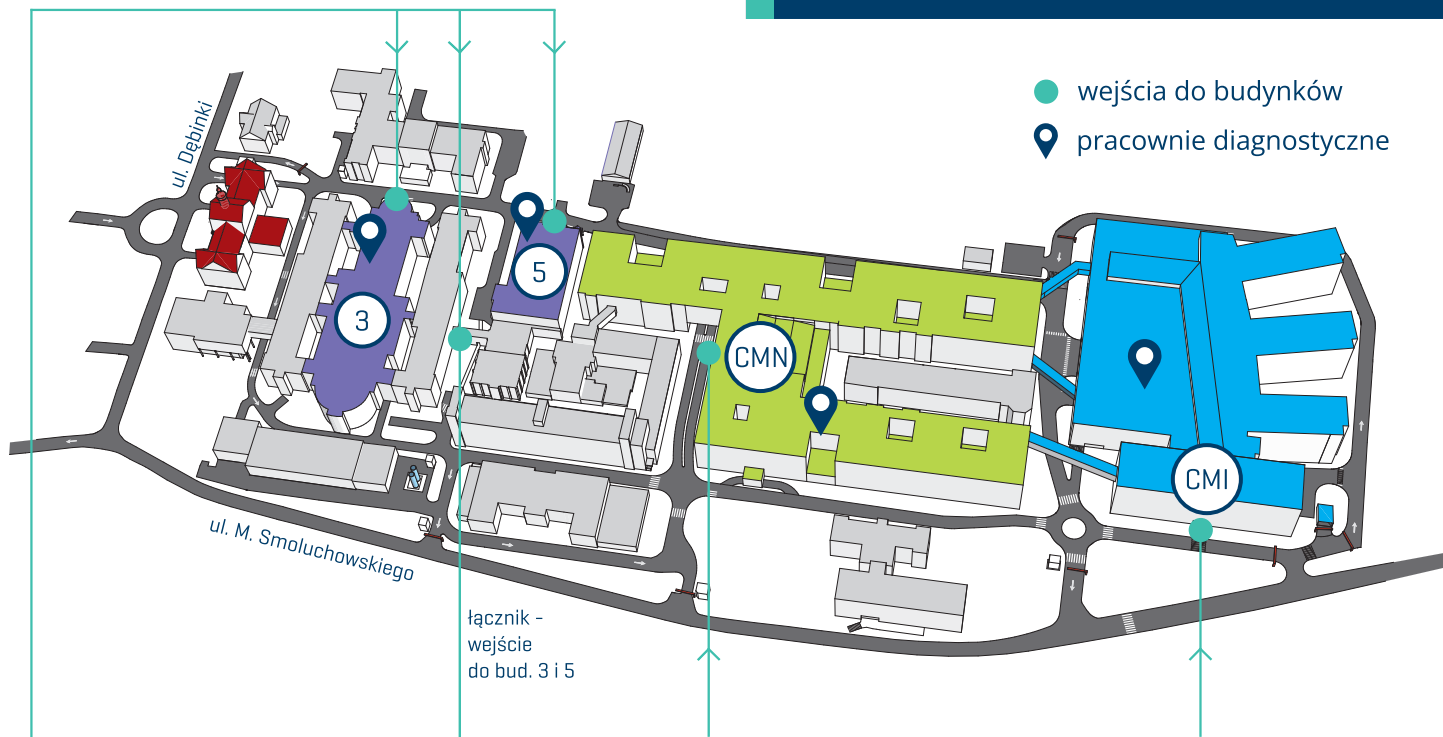 wejścia do budynków
pracownie diagnostyczne
ul. Dębinki
5
3
CMN
CMI
ul. M. Smoluchowskiego
łącznik -
wejście
do bud. 3 i 5